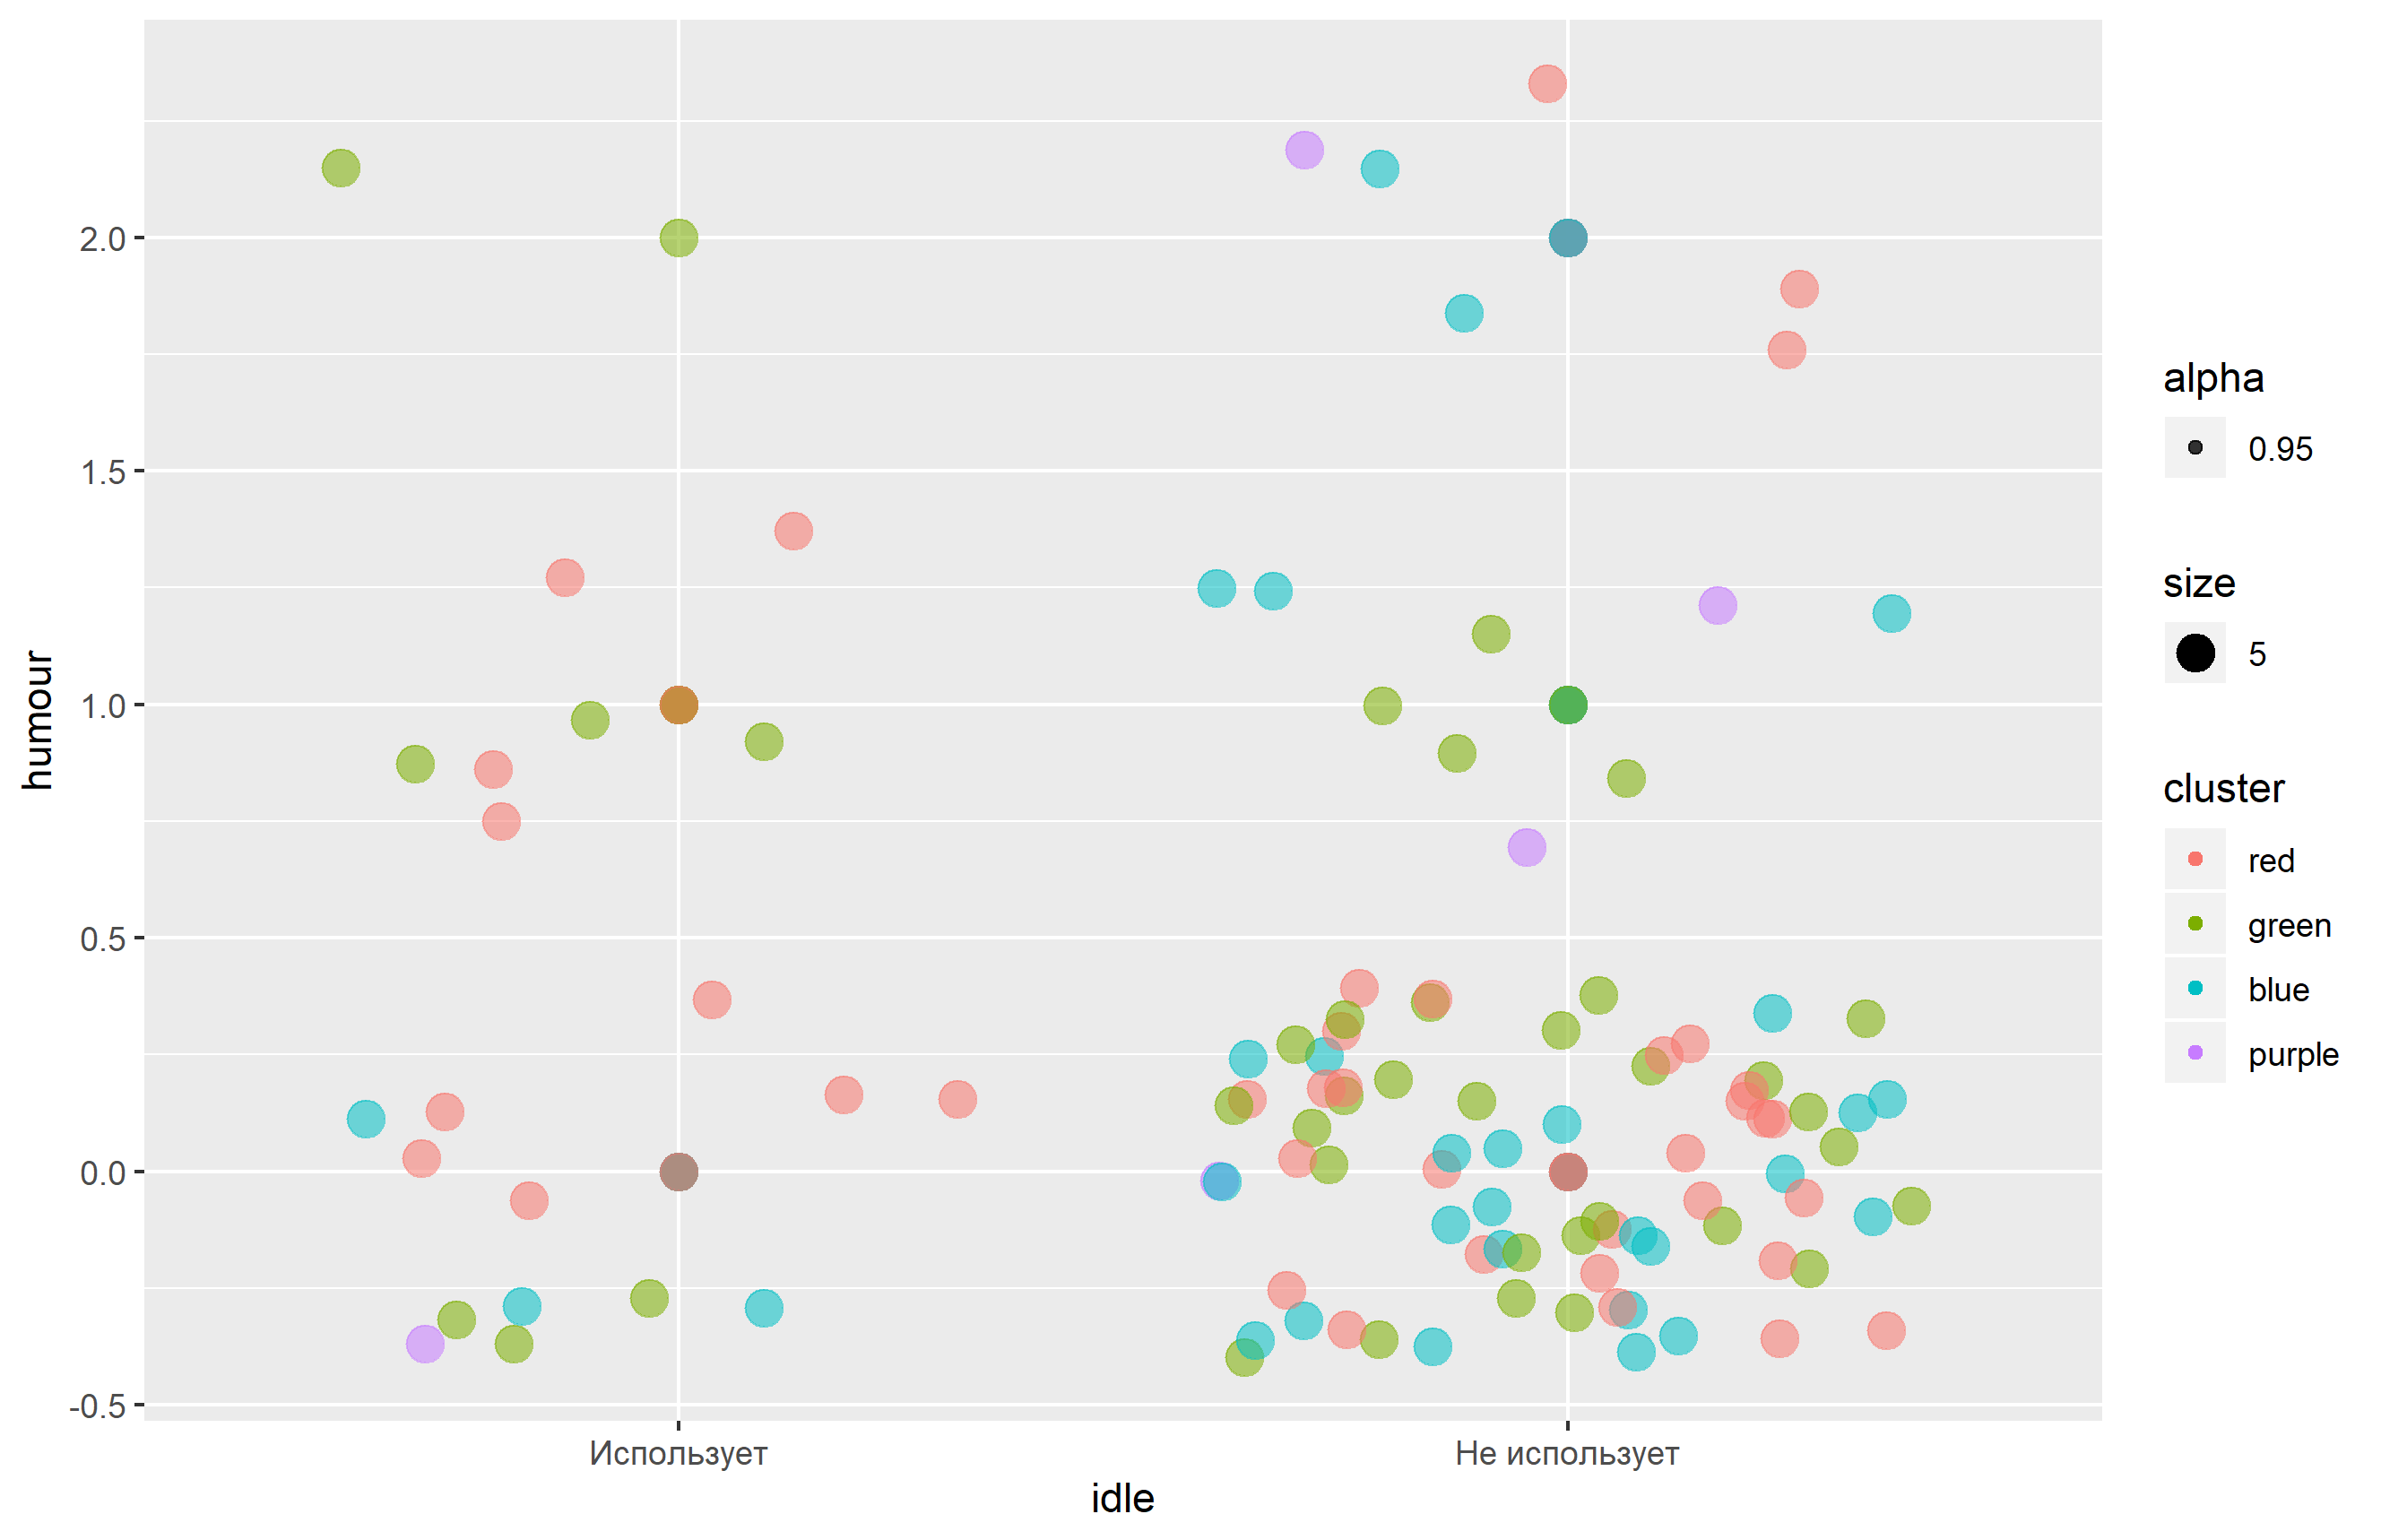 humour
2.0
1.5
1.0
0.5
0.0
-0.5
Использует
Не использует
idle
alpha
0.95
size
5
cluster
red
green
blue
purple